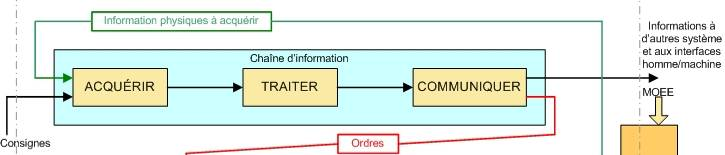 Information physiques à acquérir
Informations à
d'autres système
et aux interfaces
homme/machine
Chaîne d'information
ACQUÉRIR
TRAITER
COMMUNIQUER
MOEE
Consignes
Ordres